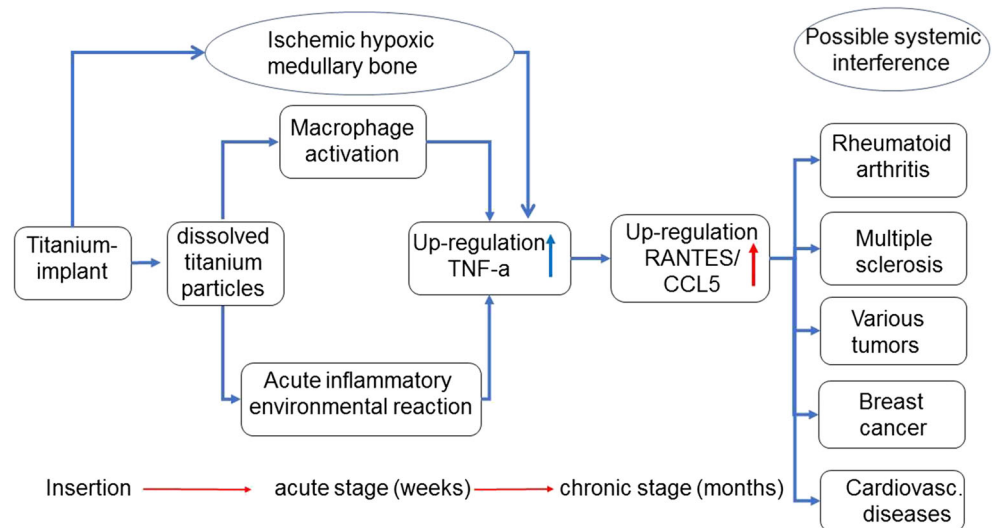 Ischemic hypoxic
medullary bone
Possible systemic
interference
Macrophage
activation
Titanium-
implant
dissolved
titanium
particles
Up-regulation
TNF-a
Up-regulation
RANTES/
CCL5
Acute inflammatory
environmental reaction
Rheumatoid
arthritis
Multiple
sclerosis
Various
tumors
Breast
cancer
Cardiovasc.
diseases
Insertion
acute stage (weeks)
chronic stage (months)